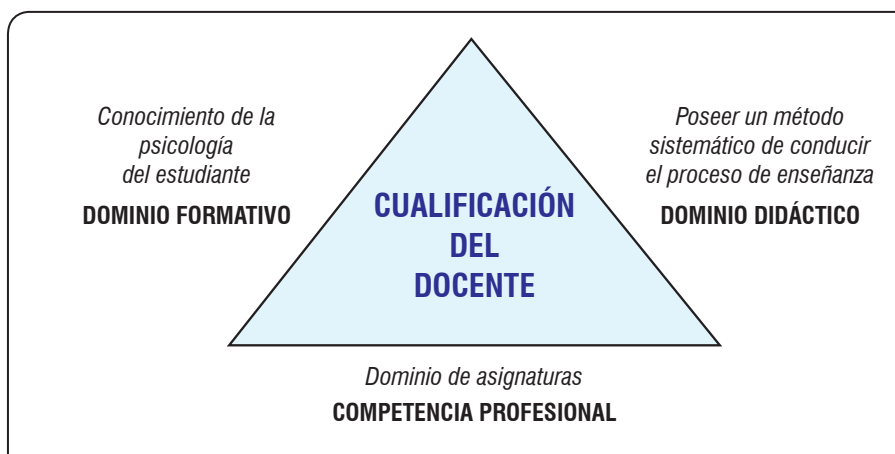 Conocimiento de la
psicología
del estudiante
DOMINIO FORMATIVO
Poseer un método
sistemático de conducir
el proceso de enseñanza
DOMINIO DIDÁCTICO
CUALIFICACIÓN
DEL
DOCENTE
Dominio de asignaturas
COMPETENCIA PROFESIONAL